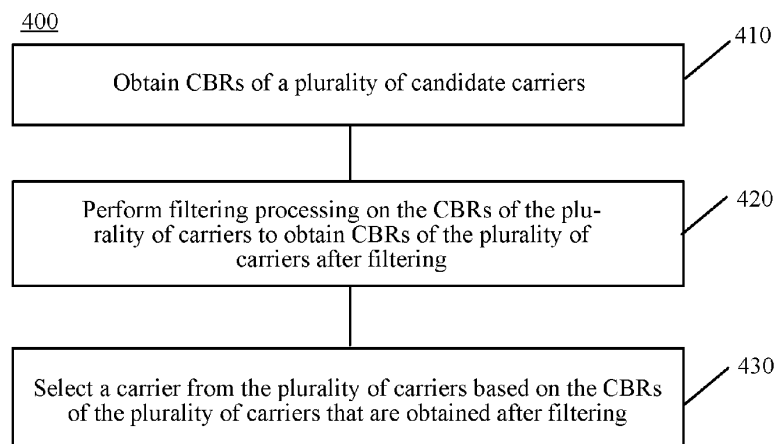 400
410
Obtain CBRs of a plurality of candidate carriers
420
Perform filtering processing on the CBRs of the plu-
rality of carriers to obtain CBRs of the plurality of
carriers after filtering
430
Select a carrier from the plurality of carriers based on the CBRs
of the plurality of carriers that are obtained after filtering